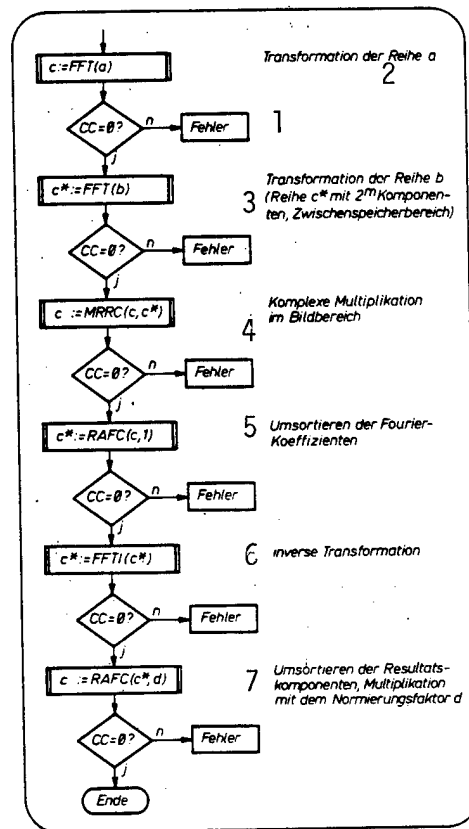 c:=FFT(a)
Transformation der Reihe a
2
CC=0?
n
Fehler
1
j
c*:=FFT(b)
3
Transformation der Reihe b
(Reihe c* mit 2^m Komponenten,
Zwischenspeicherbereich)
CC=0?
n
Fehler
j
c :=MRRC(c,c*)
4
Komplexe Multiplikation
im Bildbereich
CC=0?
n
Fehler
j
c*:=RAFC(c,1)
5
Umsortieren der Fourier-
Koeffizienten
CC=0?
n
Fehler
j
c*:=FFTI(c*)
6
inverse Transformation
CC=0?
n
Fehler
j
c :=RAFC(c*,d)
7
Umsortieren der Resultats-
komponenten, Multiplikation
mit dem Normierungsfaktor d
CC=0?
n
Fehler
j
Ende